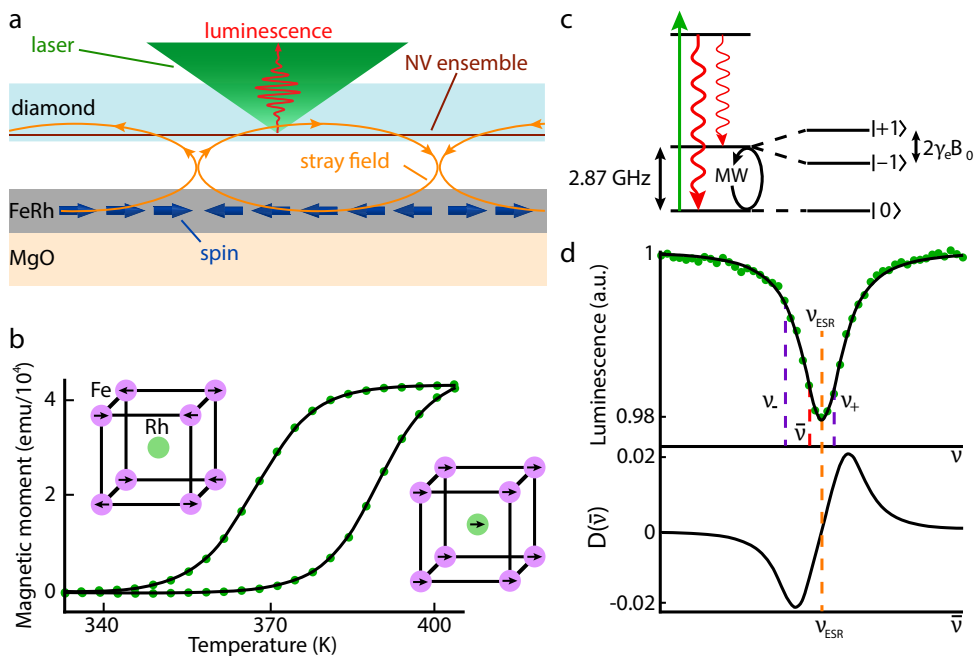 a
luminescence
laser
NV ensemble
diamond
stray field
FeRh
spin
MgO
b
Magnetic moment (emu/10⁴)
4
2
0
Fe
Rh
340
370
400
Temperature (K)
c
2.87 GHz
MW
|+1>
|-1>
|0>
2γₑB₀
d
Luminescence (a.u.)
1
0.98
ν_ESR
ν₋
ν̄
ν₊
ν
D(ν̄)
0.02
0
-0.02
ν_ESR
ν̄